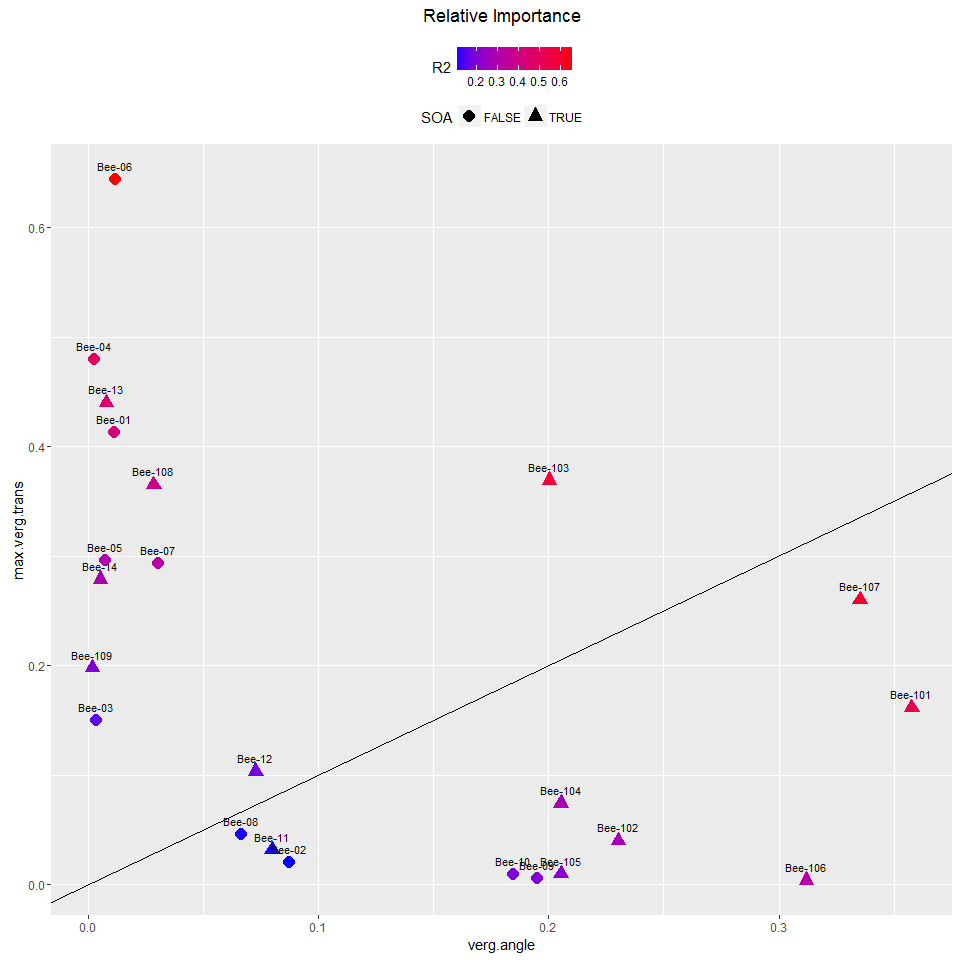 Relative Importance
R2
0.2 0.3 0.4 0.5 0.6
SOA FALSE TRUE
Bee-06
0.6
Bee-04
Bee-13
Bee-01
0.4
Bee-108
Bee-103
max.verg.trans
Bee-05
Bee-07
Bee-14
Bee-107
Bee-109
0.2
Bee-101
Bee-03
Bee-12
Bee-104
Bee-08
Bee-102
Bee-11
Bee-02
Bee-10
Bee-09
Bee-105
Bee-106
0.0
0.0 0.1 0.2 0.3
verg.angle